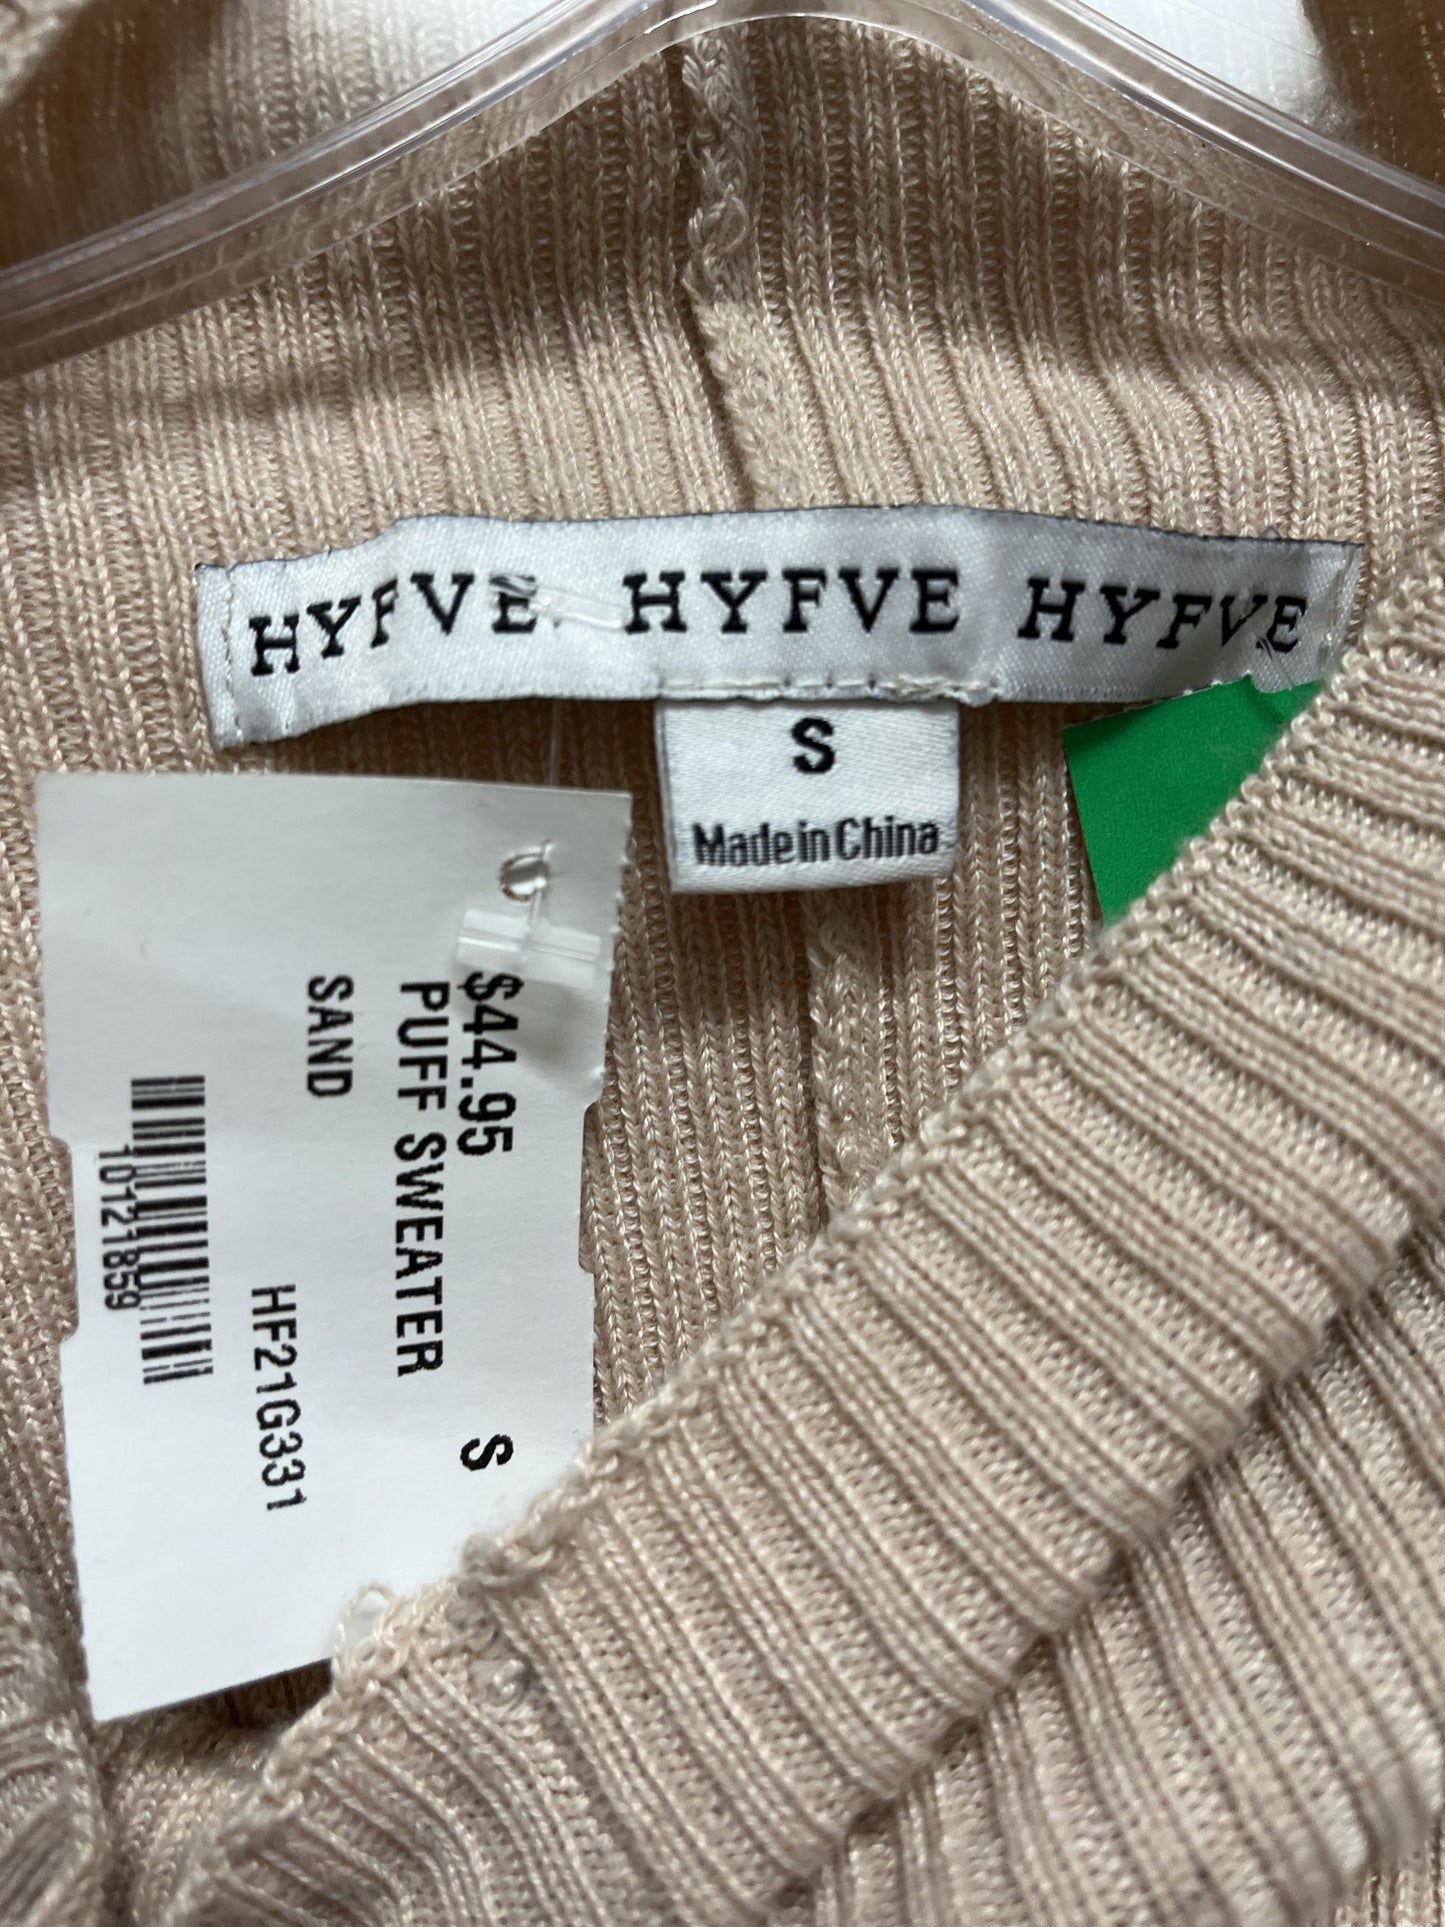 HYFVE HYFVE HYFVE
S
Made in China
$44.95 S
PUFF SWEATER
SAND HF21G331
10121859